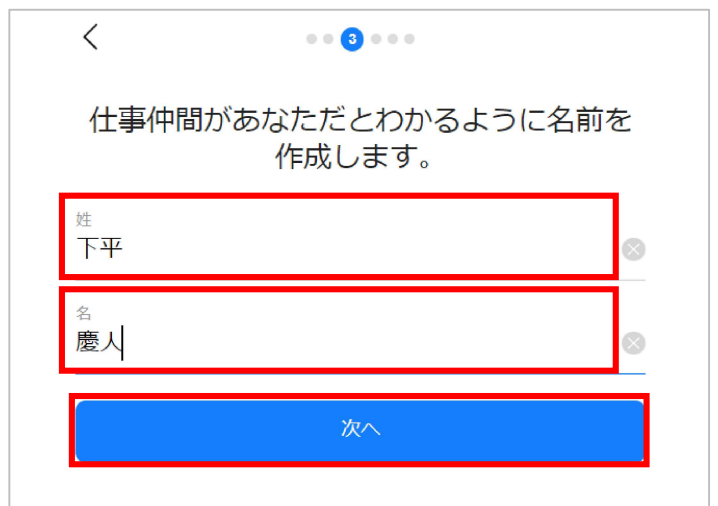 3
仕事仲間があなただとわかるように名前を
作成します。
姓
下平
名
慶人
次へ